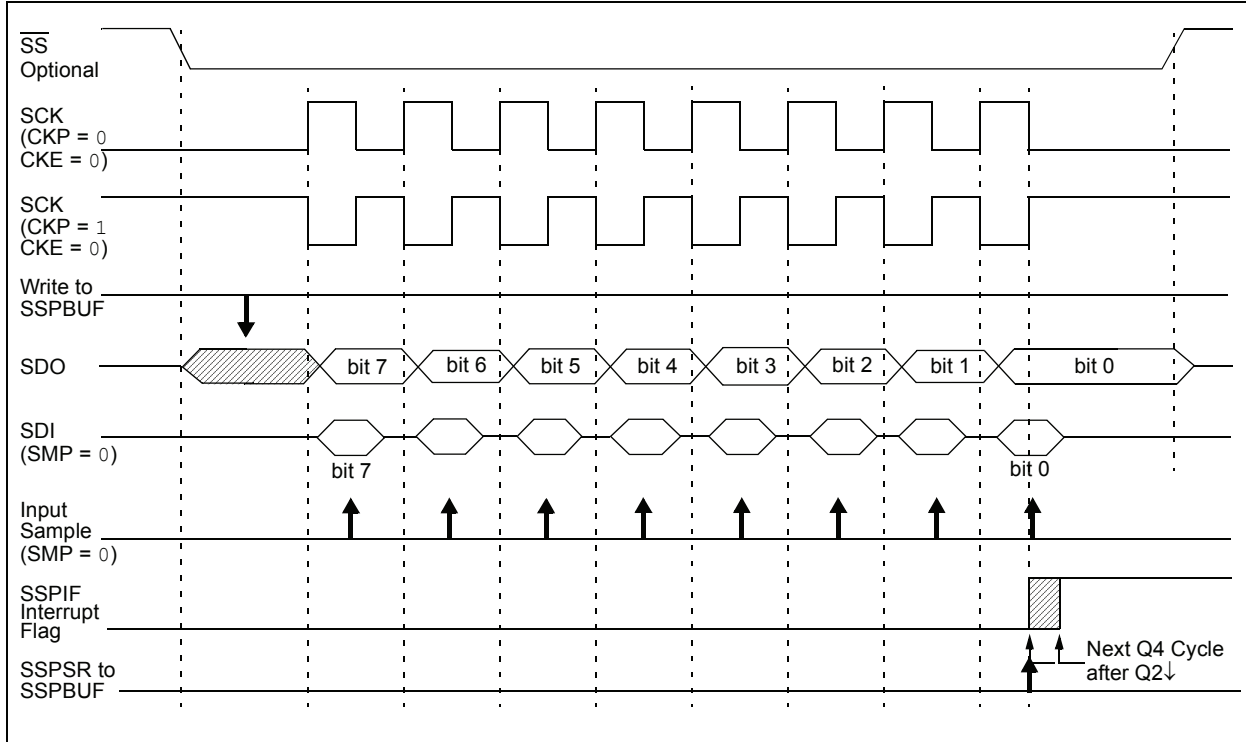 SS
Optional
SCK
(CKP = 0
CKE = 0)
SCK
(CKP = 1
CKE = 0)
Write to
SSPBUF
SDO
bit 7 bit 6 bit 5 bit 4 bit 3 bit 2 bit 1 bit 0
SDI
(SMP = 0)
bit 7 bit 0
Input
Sample
(SMP = 0)
SSPIF
Interrupt
Flag
Next Q4 Cycle
after Q2↓
SSPSR to
SSPBUF